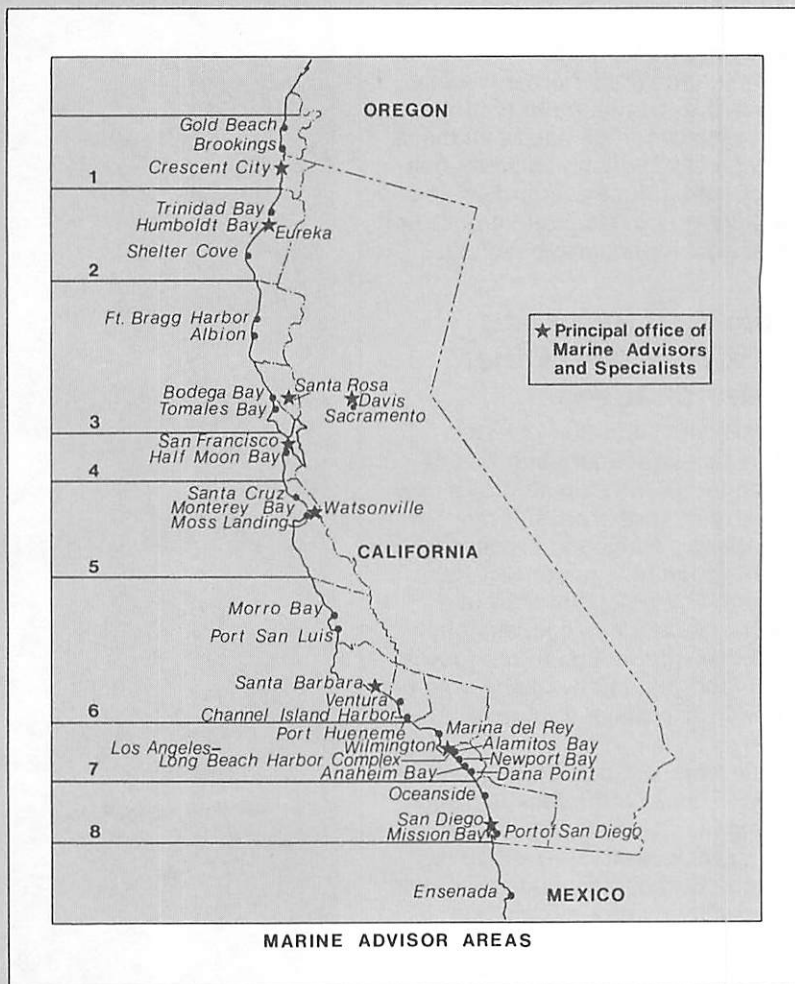 OREGON
Gold Beach
Brookings
Crescent City
1
Trinidad Bay
Humboldt Bay
Eureka
Shelter Cove
2
Ft. Bragg Harbor
Albion
★ Principal office of
Marine Advisors
and Specialists
Bodega Bay
Santa Rosa
Tomales Bay
Davis
Sacramento
3
San Francisco
Half Moon Bay
4
Santa Cruz
Monterey Bay
Watsonville
Moss Landing
CALIFORNIA
5
Morro Bay
Port San Luis
Santa Barbara
Ventura
Channel Island Harbor
6
Port Hueneme
Marina del Rey
Wilmington
Alamitos Bay
Los Angeles–
Long Beach Harbor Complex
Newport Bay
Anaheim Bay
Dana Point
7
Oceanside
San Diego
Mission Bay
Port of San Diego
8
Ensenada
MEXICO
MARINE ADVISOR AREAS